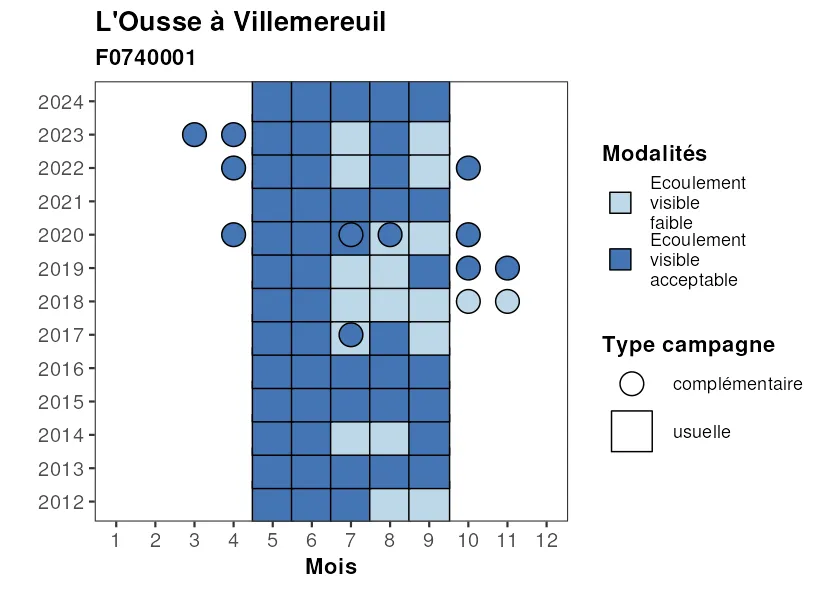 L'Ousse à Villemereuil
F0740001
2024
2023
2022
2021
2020
2019
2018
2017
2016
2015
2014
2013
2012
1 2 3 4 5 6 7 8 9 10 11 12
Mois
Modalités
Ecoulement
visible
faible
Ecoulement
visible
acceptable
Type campagne
complémentaire
usuelle